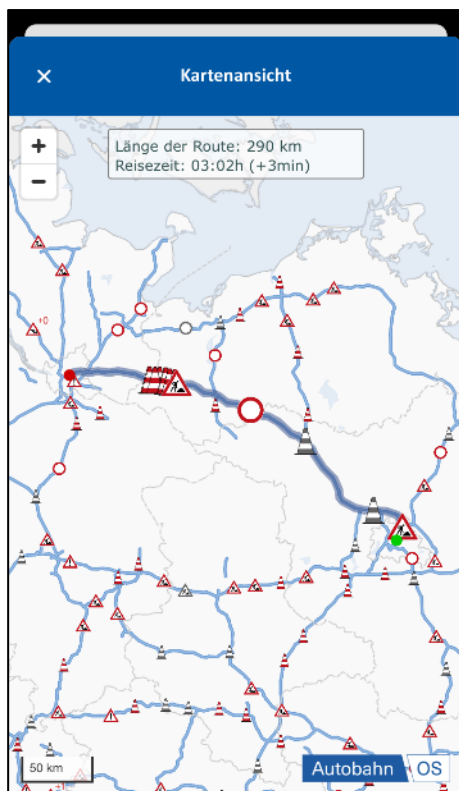 Kartenansicht
+
−
Länge der Route: 290 km
Reisezeit: 03:02h (+3min)
+0
50 km
Autobahn OS